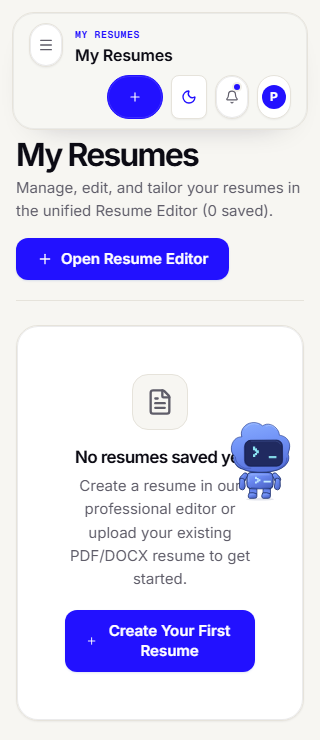 MY RESUMES
My Resumes
P
My Resumes
Manage, edit, and tailor your resumes in
the unified Resume Editor (0 saved).
Open Resume Editor
No resumes saved
Create a resume in our
professional editor or
upload your existing
PDF/DOCX resume to get
started.
Create Your First
Resume